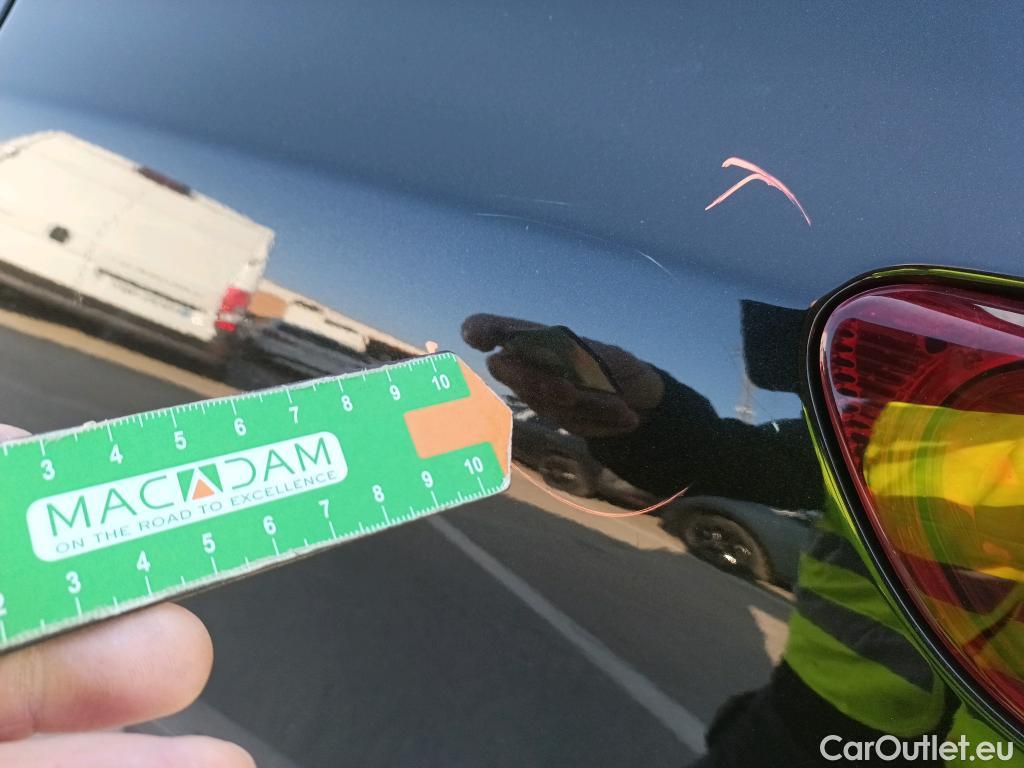 3 4 5 6 7 8 9 10
MACADAM
ON THE ROAD TO EXCELLENCE
2 3 4 5 6 7 8 9 10
CarOutlet.eu